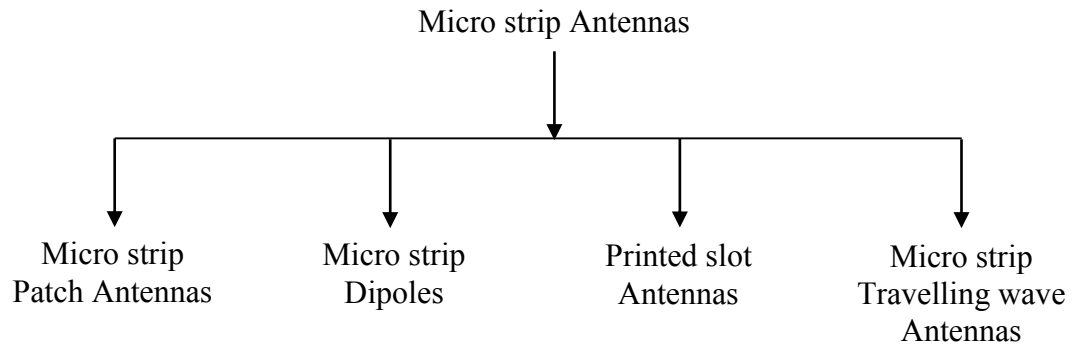 Micro strip Antennas
Micro strip
Patch Antennas
Micro strip
Dipoles
Printed slot
Antennas
Micro strip
Travelling wave
Antennas